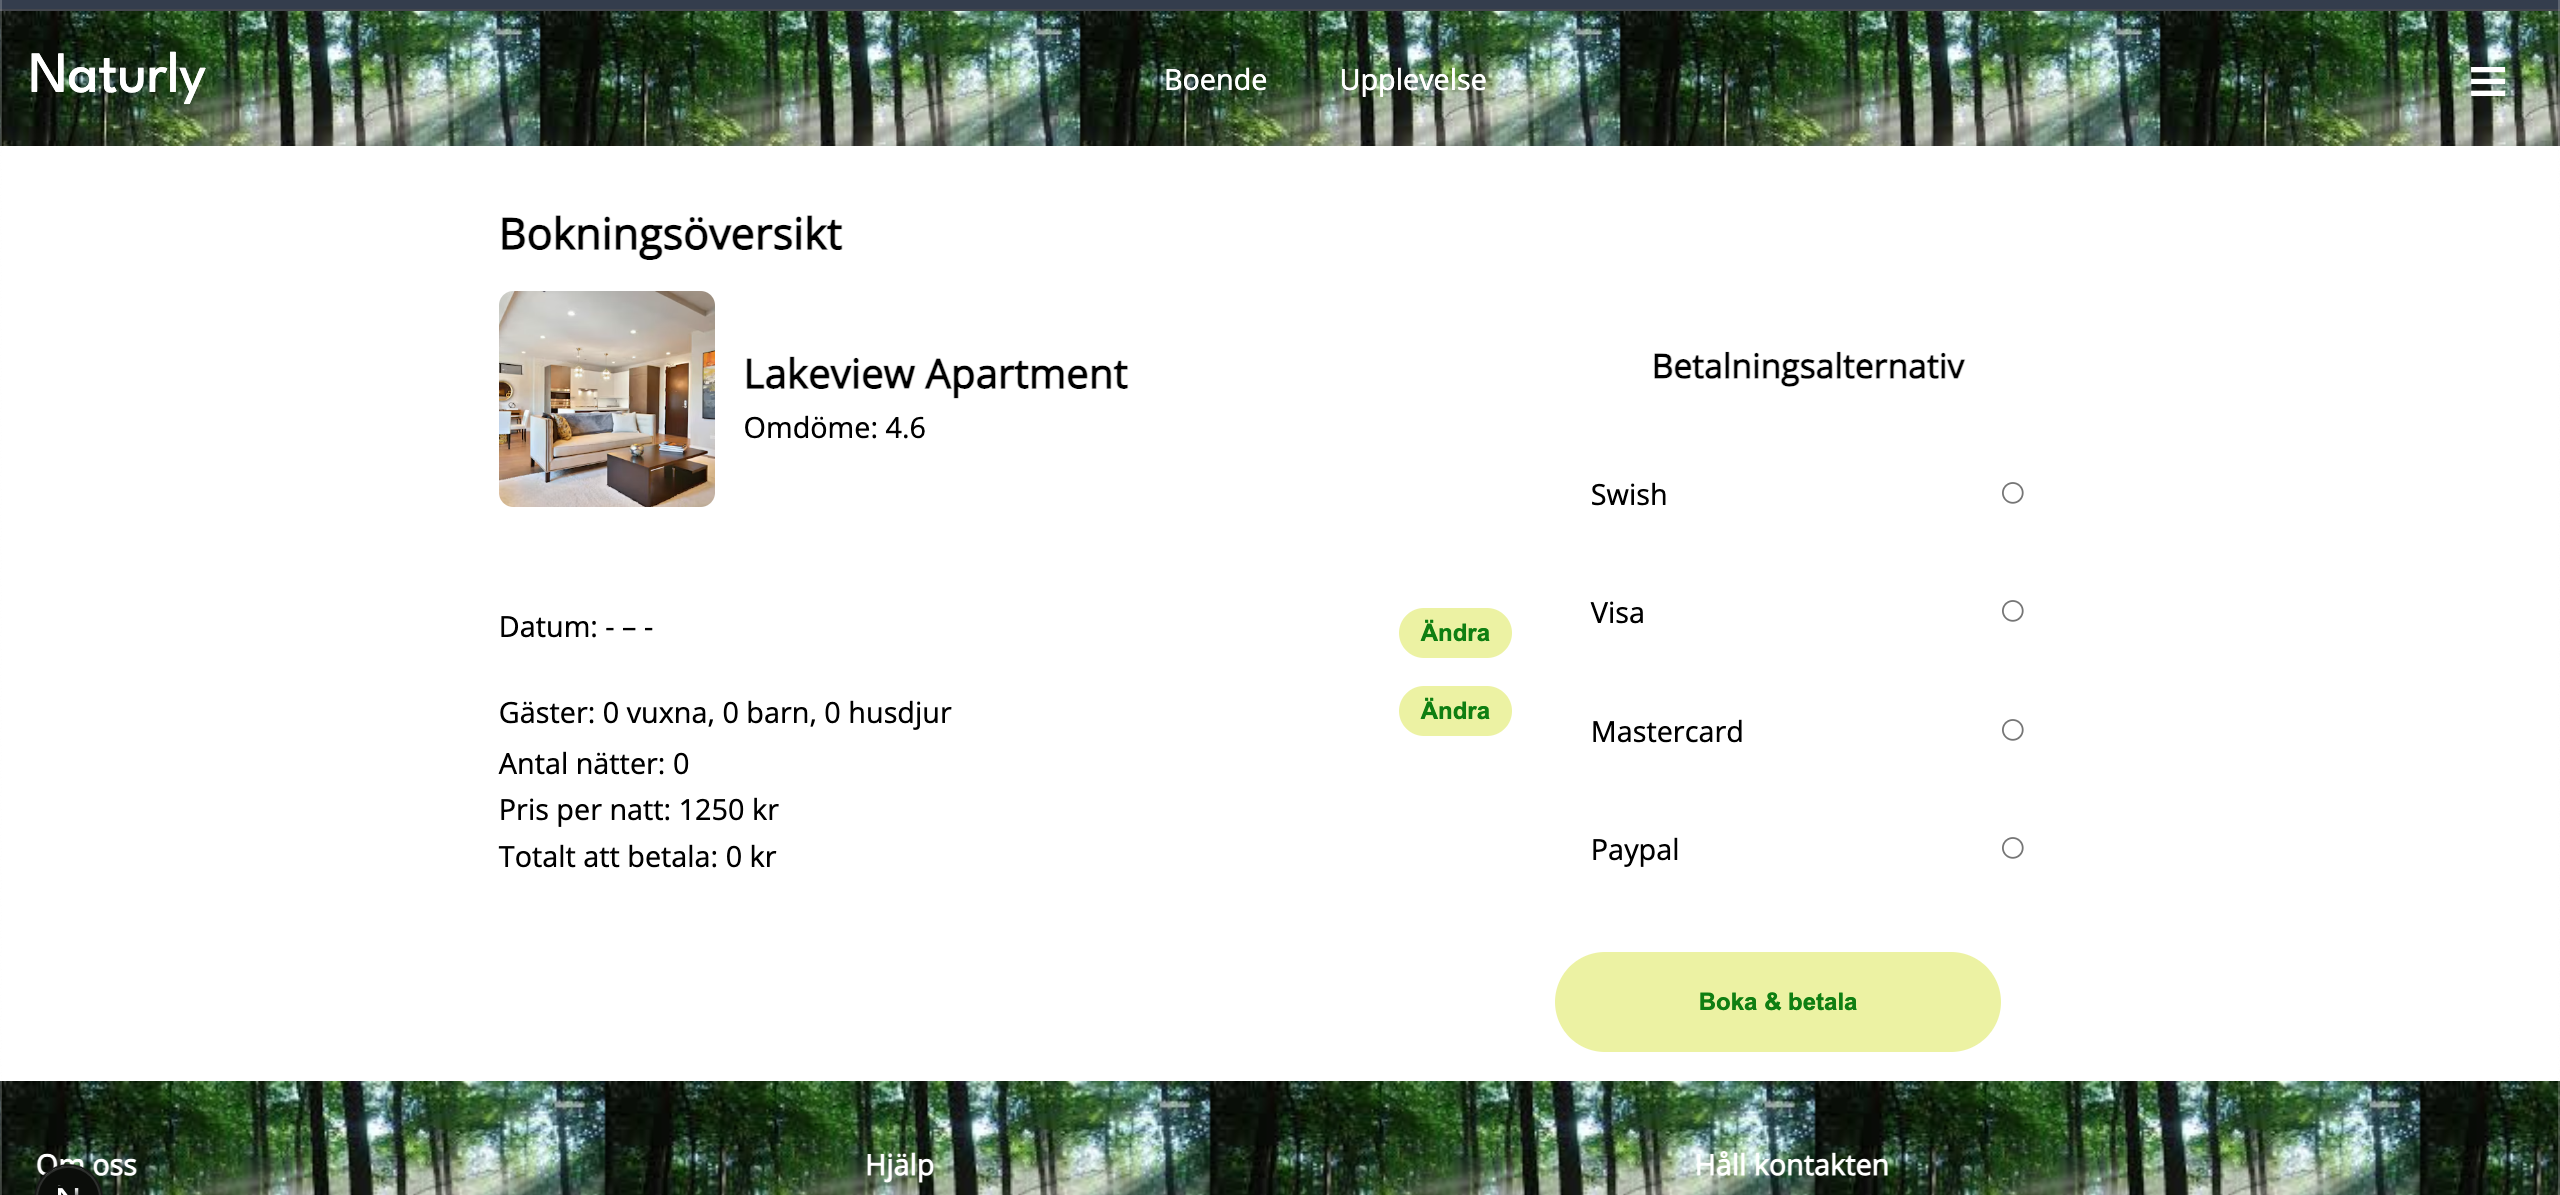 Naturly
Boende
Upplevelse
Bokningsöversikt
Lakeview Apartment
Omdöme: 4.6
Datum: - – -
Ändra
Gäster: 0 vuxna, 0 barn, 0 husdjur
Ändra
Antal nätter: 0
Pris per natt: 1250 kr
Totalt att betala: 0 kr
Betalningsalternativ
Swish
Visa
Mastercard
Paypal
Boka & betala
Om oss
Hjälp
Håll kontakten
N